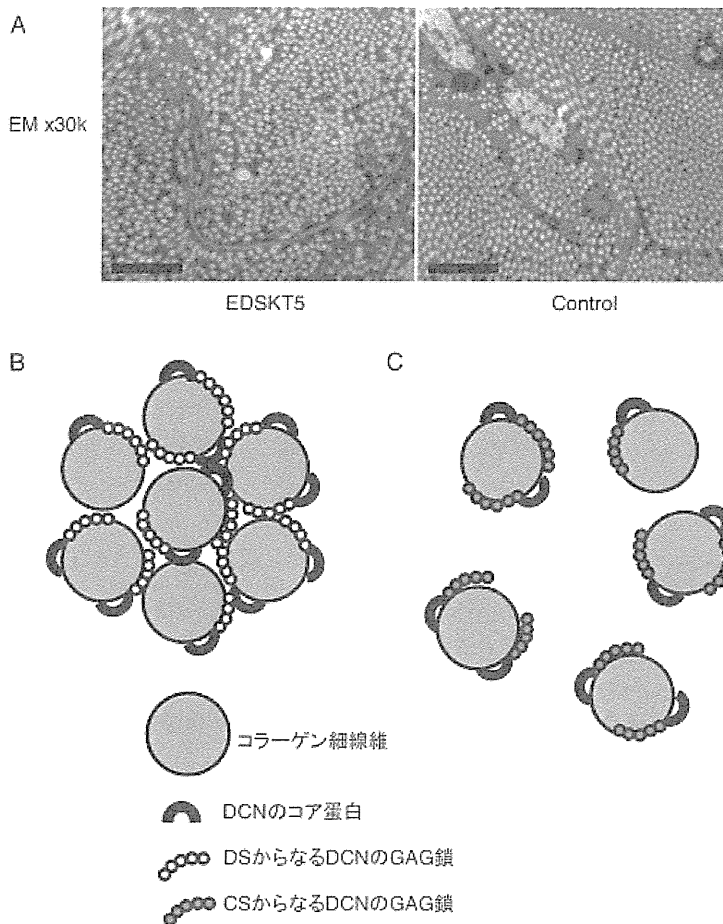 A
EM x30k
EDSKT5
Control
B
C
コラーゲン細線維
DCNのコア蛋白
DSからなるDCNのGAG鎖
CSからなるDCNのGAG鎖